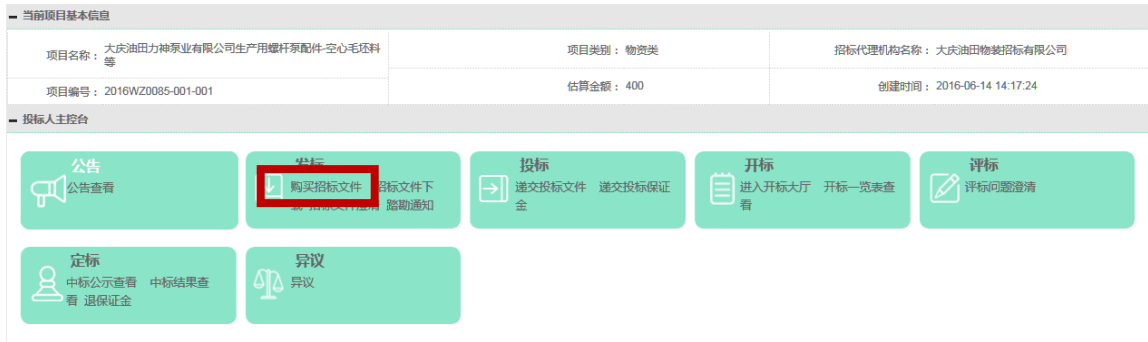 当前项目基本信息
项目名称： 大庆油田力神泵业有限公司生产用螺杆泵配件-空心毛坯料
等
项目类别： 物资类
招标代理机构名称： 大庆油田物装招标有限公司
项目编号： 2016WZ0085-001-001
估算金额： 400
创建时间： 2016-06-14 14:17:24
投标人主控台
公告
公告查看
发标
购买招标文件 招标文件下
载 招标文件澄清 踏勘通知
投标
递交投标文件 递交投标保证
金
开标
进入开标大厅 开标一览表查
看
评标
评标问题澄清
定标
中标公示查看 中标结果查
看 退保证金
异议
异议